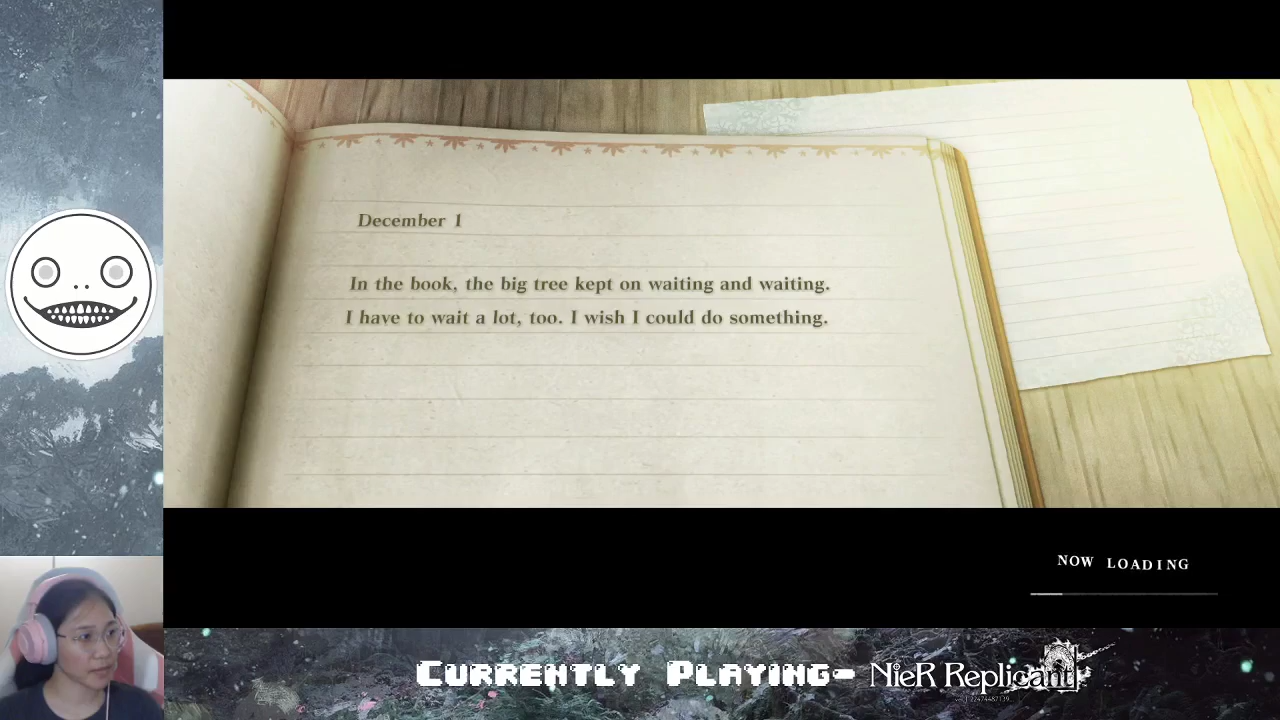 December 1
In the book, the big tree kept on waiting and waiting.
I have to wait a lot, too. I wish I could do something.
NOW LOADING
CURRENTLY PLAYING- NieR Replicant